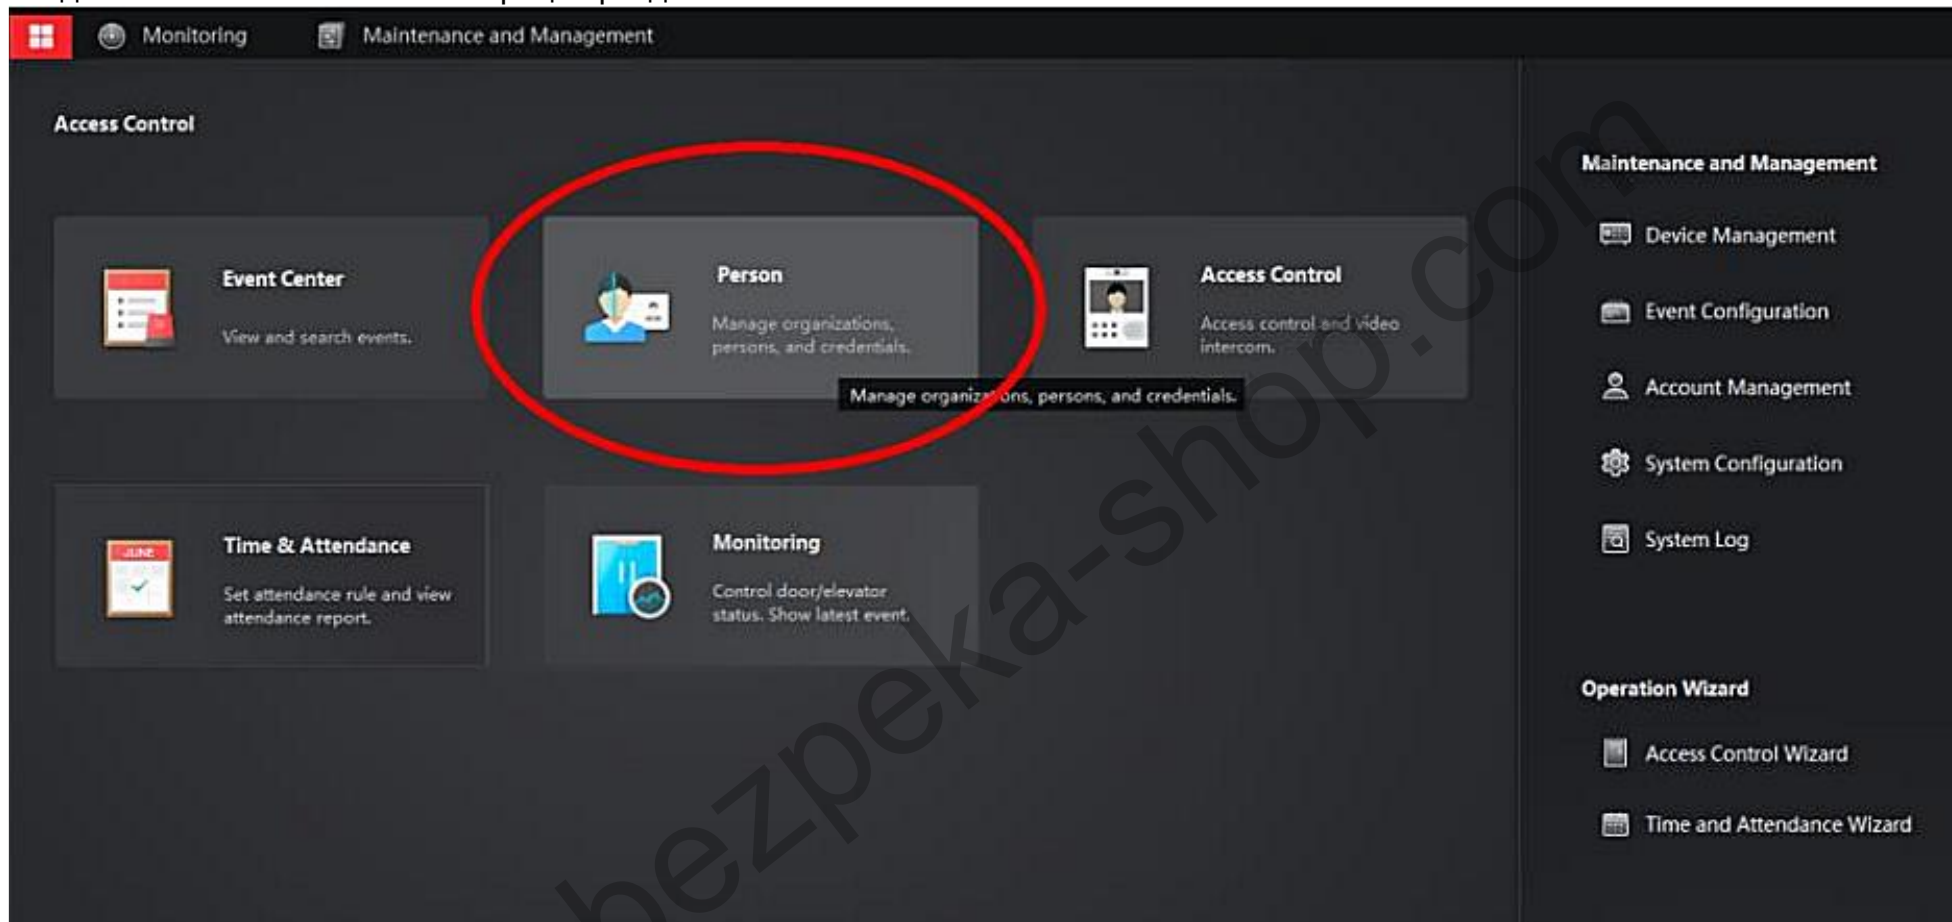 Monitoring
Maintenance and Management
Access Control
Event Center
View and search events.
Person
Manage organizations,
persons, and credentials.
Access Control
Access control and video
intercom.
Manage organizations, persons, and credentials.
JUNE
Time & Attendance
Set attendance rule and view
attendance report.
Monitoring
Control door/elevator
status. Show latest event.
Maintenance and Management
Device Management
Event Configuration
Account Management
System Configuration
System Log
Operation Wizard
Access Control Wizard
Time and Attendance Wizard
bezpeka-shop.com